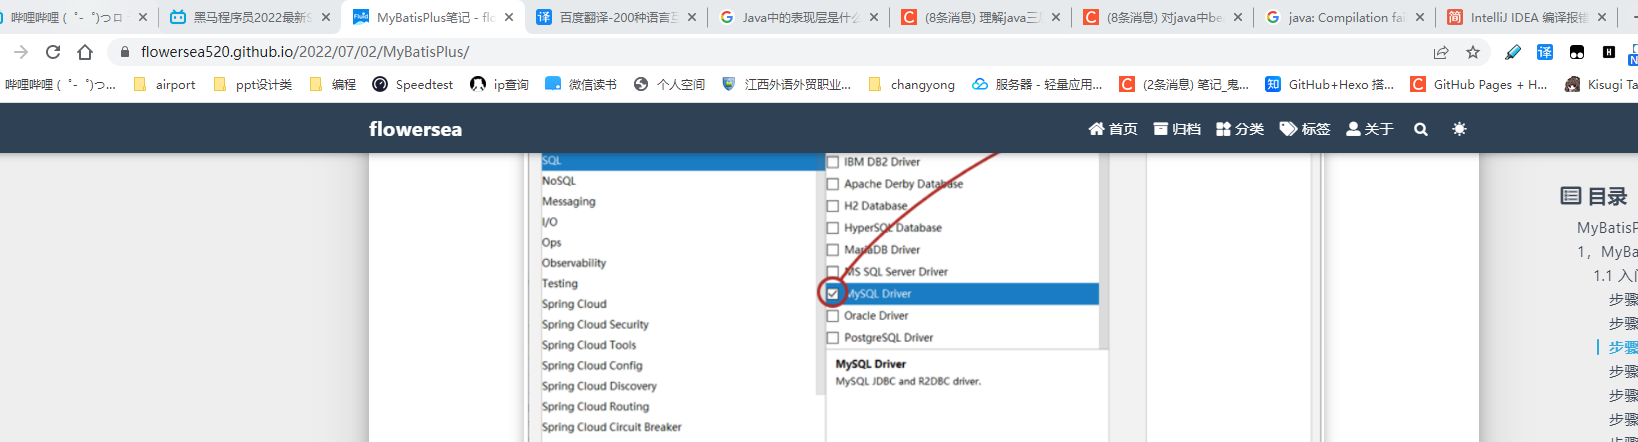 哔哩哔哩 (゜-゜)つロ
黑马程序员2022最新S
MyBatisPlus笔记 - flo
百度翻译-200种语言互
Java中的表现层是什么
(8条消息) 理解java三层
(8条消息) 对java中be
java: Compilation fai
IntelliJ IDEA 编译报错
flowersea520.github.io/2022/07/02/MyBatisPlus/
哔哩哔哩 (゜-゜)つ...
airport
ppt设计类
编程
Speedtest
ip查询
微信读书
个人空间
江西外语外贸职业...
changyong
服务器 - 轻量应用...
(2条消息) 笔记_鬼...
GitHub+Hexo 搭...
GitHub Pages + H...
Kisugi Ta
flowersea
首页
归档
分类
标签
关于
SQL
NoSQL
Messaging
I/O
Ops
Observability
Testing
Spring Cloud
Spring Cloud Security
Spring Cloud Tools
Spring Cloud Config
Spring Cloud Discovery
Spring Cloud Routing
Spring Cloud Circuit Breaker
IBM DB2 Driver
Apache Derby Database
H2 Database
HyperSQL Database
MariaDB Driver
MS SQL Server Driver
MySQL Driver
Oracle Driver
PostgreSQL Driver
MySQL Driver
MySQL JDBC and R2DBC driver.
目录
MyBatisP
1，MyBa
1.1 入门
步骤
步骤
步骤
步骤
步骤
步骤